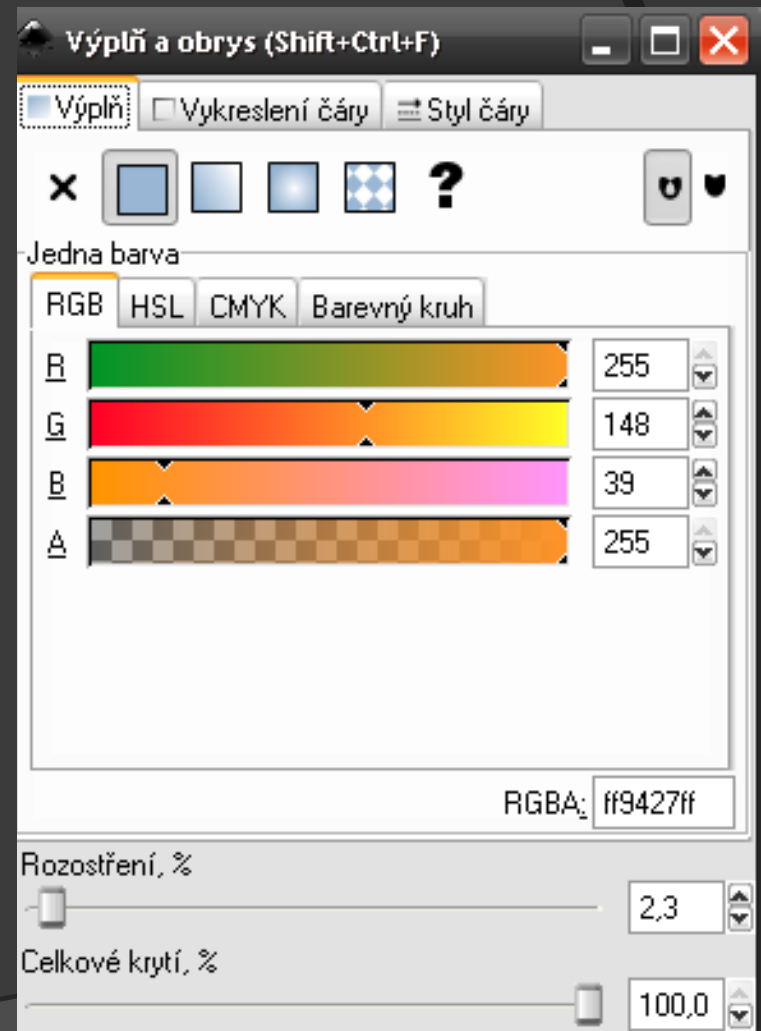 Výplň a obrys (Shift+Ctrl+F)
Výplň Vykreslení čáry Styl čáry
Jedna barva
RGB HSL CMYK Barevný kruh
R 255
G 148
B 39
A 255
RGBA: ff9427ff
Rozostření, %
2,3
Celkové krytí, %
100,0